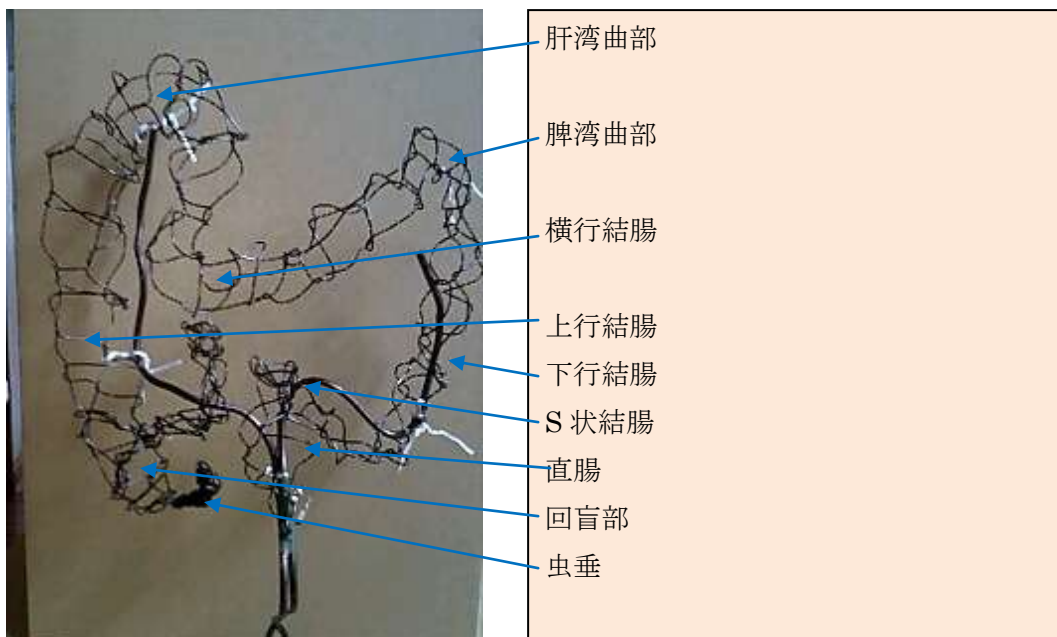 肝湾曲部
脾湾曲部
横行結腸
上行結腸
下行結腸
S 状結腸
直腸
回盲部
虫垂